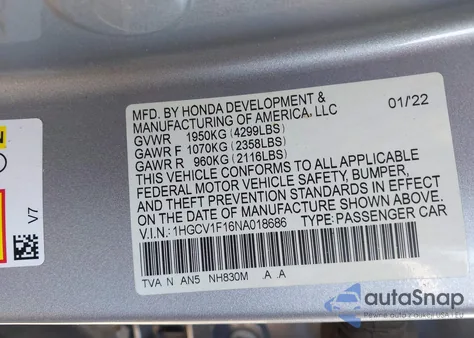 MFD. BY HONDA DEVELOPMENT &
MANUFACTURING OF AMERICA, LLC 01/22
GVWR 1950KG (4299LBS)
GAWR F 1070KG (2358LBS)
GAWR R 960KG (2116LBS)
THIS VEHICLE CONFORMS TO ALL APPLICABLE
FEDERAL MOTOR VEHICLE SAFETY, BUMPER,
AND THEFT PREVENTION STANDARDS IN EFFECT
ON THE DATE OF MANUFACTURE SHOWN ABOVE.
V.I.N.: 1HGCV1F16NA018686 TYPE: PASSENGER CAR
TVA N AN5 NH830M .A .A
V7
autoSnap